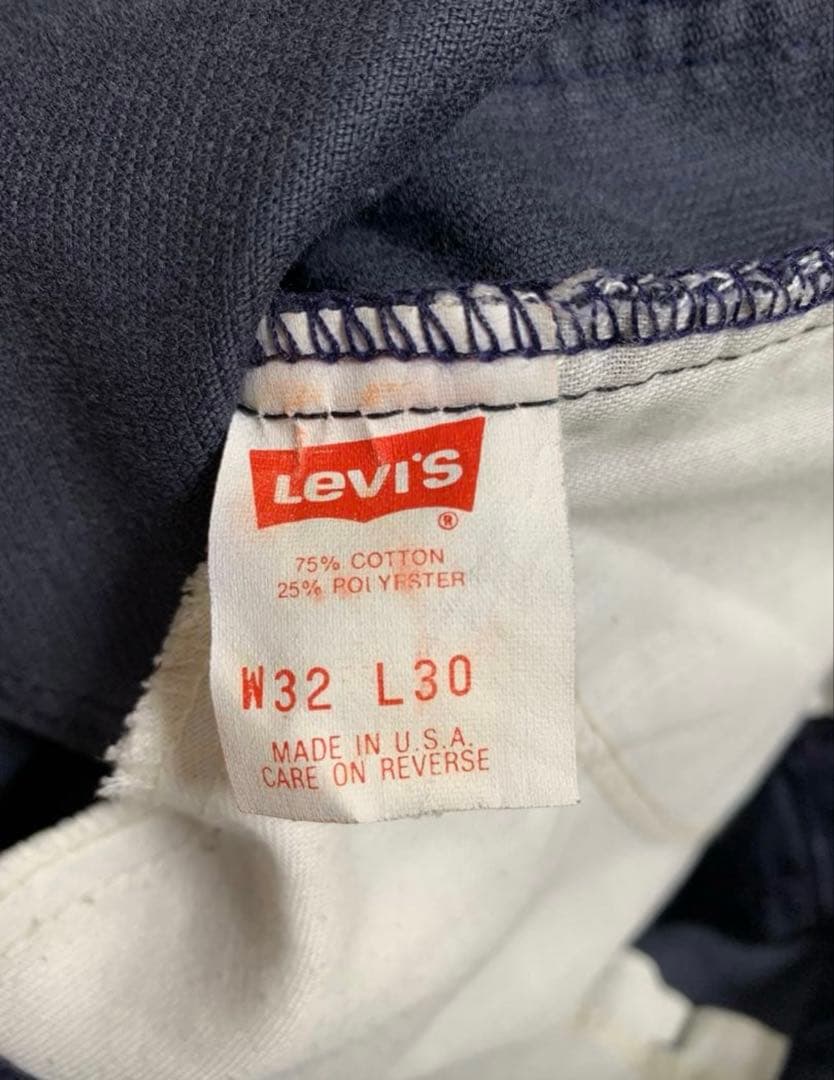 Levi's
®
75% COTTON
25% POLYESTER
W32 L30
MADE IN U.S.A.
CARE ON REVERSE